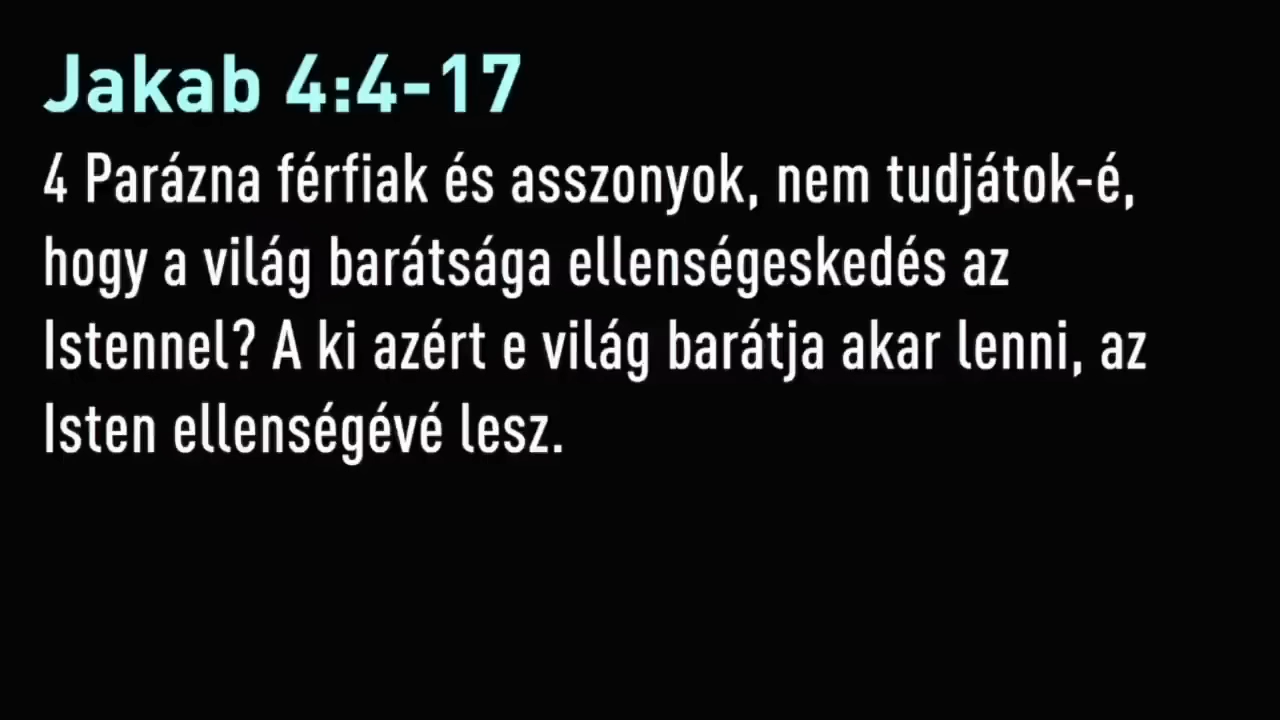 Jakab 4:4-17
4 Parázna férfiak és asszonyok, nem tudjátok-é,
hogy a világ barátsága ellenségeskedés az
Istennel? A ki azért e világ barátja akar lenni, az
Isten ellenségévé lesz.